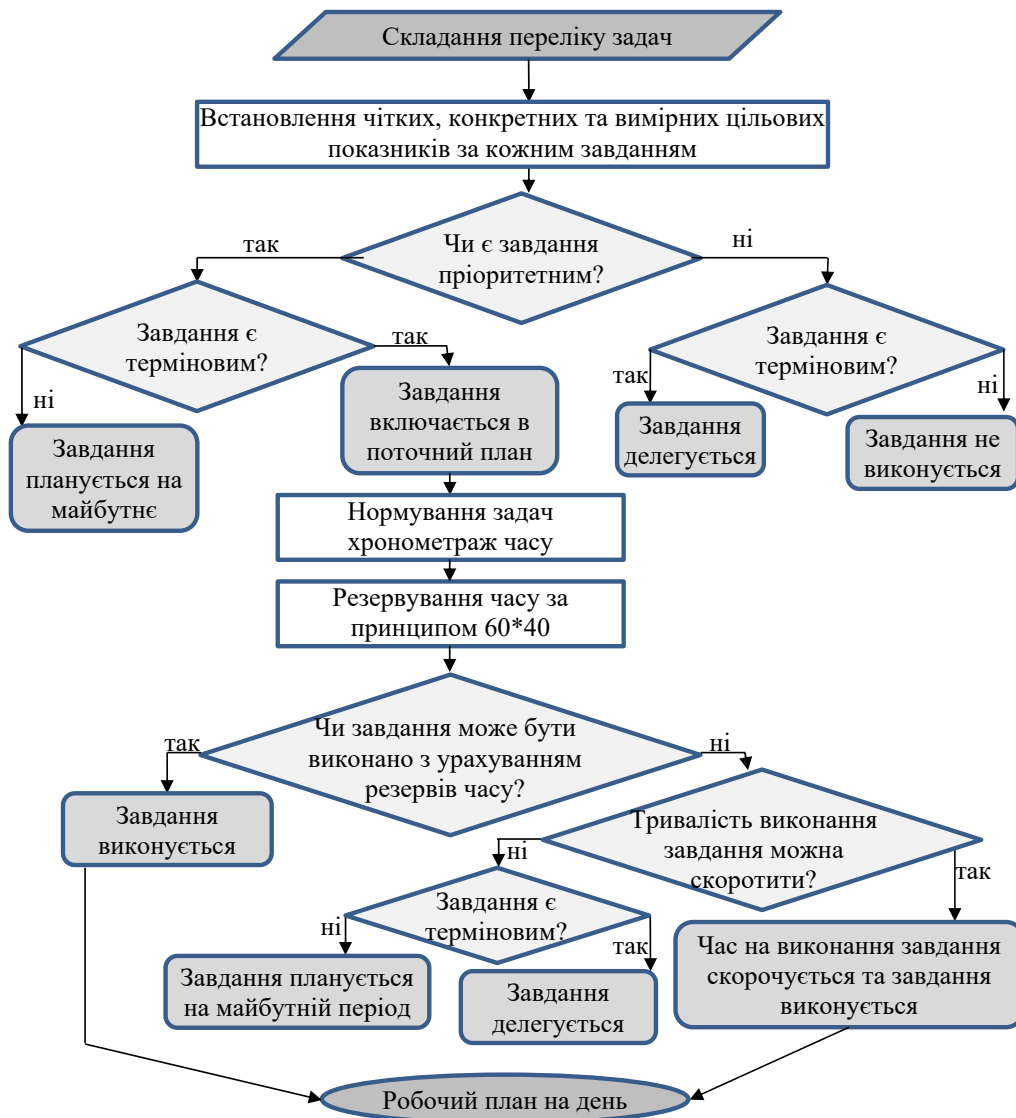 Складання переліку задач
Встановлення чітких, конкретних та вимірних цільових
показників за кожним завданням
так
Чи є завдання
пріоритетним?
ні
Завдання є
терміновим?
так
ні
Завдання є
терміновим?
так
ні
Завдання
планується на
майбутнє
Завдання
включається в
поточний план
Завдання
делегується
Завдання не
виконується
Нормування задач
хронометраж часу
Резервування часу за
принципом 60*40
так
Чи завдання може бути
виконано з урахуванням
резервів часу?
ні
Завдання
виконується
Тривалість виконання
завдання можна
скоротити?
ні
так
Завдання є
терміновим?
ні
так
Завдання планується
на майбутній період
Завдання
делегується
Час на виконання завдання
скорочується та завдання
виконується
Робочий план на день